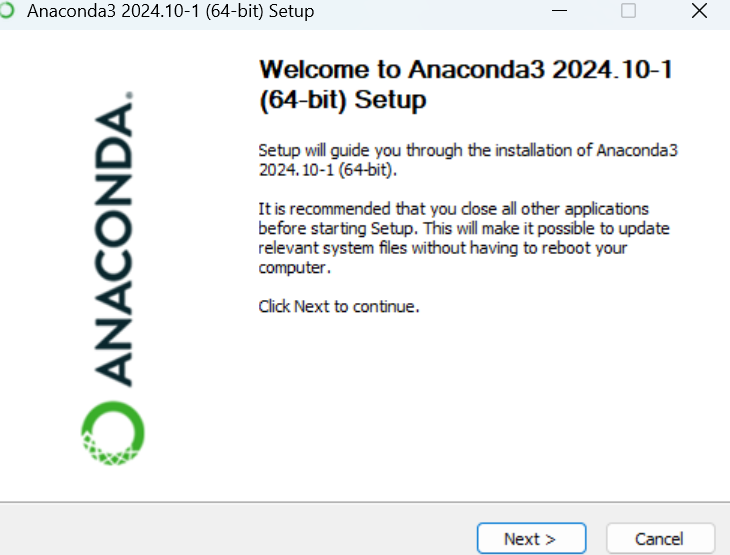 Anaconda3 2024.10-1 (64-bit) Setup
ANACONDA.
Welcome to Anaconda3 2024.10-1
(64-bit) Setup
Setup will guide you through the installation of Anaconda3
2024.10-1 (64-bit).
It is recommended that you close all other applications
before starting Setup. This will make it possible to update
relevant system files without having to reboot your
computer.
Click Next to continue.
Next >
Cancel